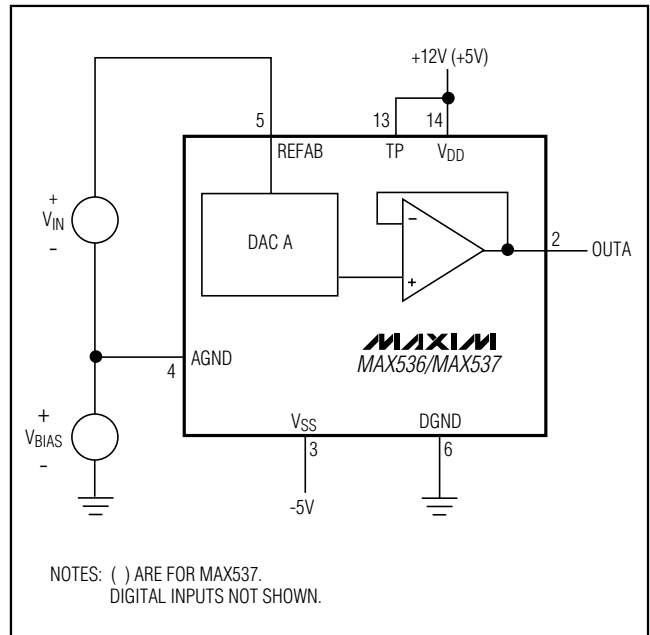 +12V (+5V)
5
13
14
REFAB
TP
VDD
+
VIN
-
DAC A
-
+
2
OUTA
MAXIM
MAX536/MAX537
AGND
4
+
VBIAS
-
VSS
DGND
3
6
-5V
NOTES: ( ) ARE FOR MAX537.
DIGITAL INPUTS NOT SHOWN.